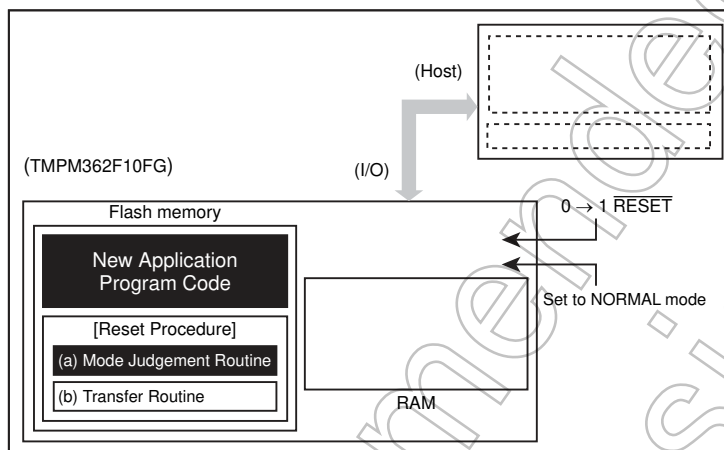 (Host)
(TMPM362F10FG)
(I/O)
Flash memory
0 → 1 RESET
New Application
Program Code
Set to NORMAL mode
[Reset Procedure]
(a) Mode Judgement Routine
(b) Transfer Routine
RAM